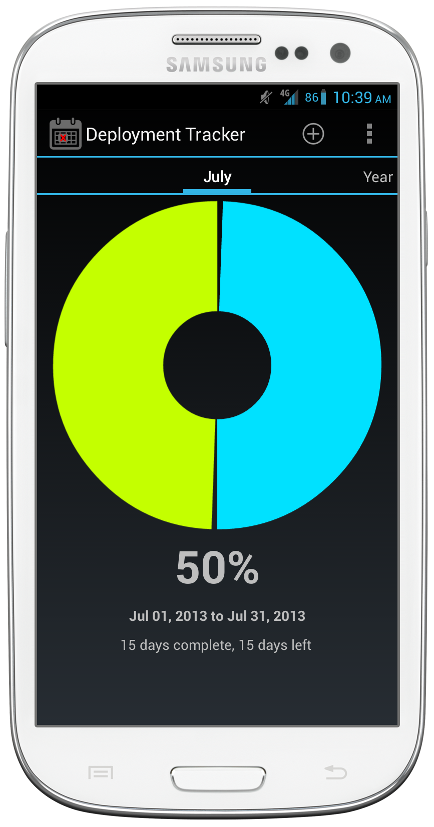 SAMSUNG
4G 86 10:39 AM
Deployment Tracker
July Year
50%
Jul 01, 2013 to Jul 31, 2013
15 days complete, 15 days left